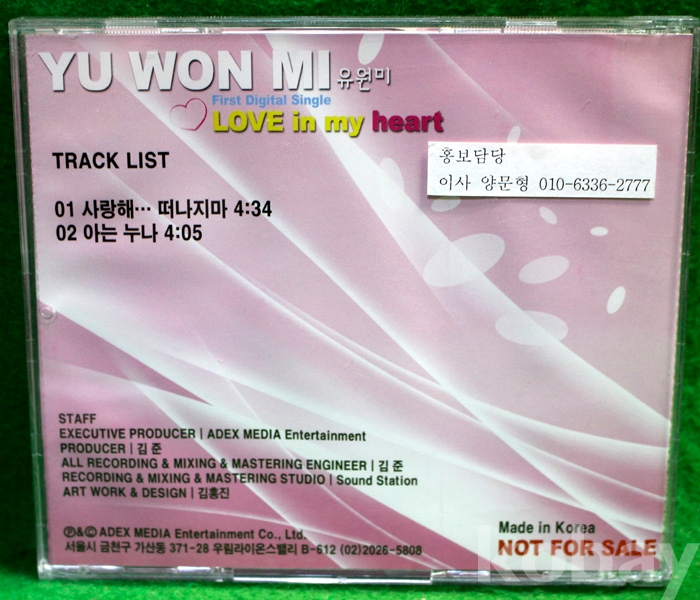 YU WON MI 유원미
First Digital Single
LOVE in my heart
TRACK LIST
홍보담당
이사 양문형 010-6336-2777
01 사랑해… 떠나지마 4:34
02 아는 누나 4:05
STAFF
EXECUTIVE PRODUCER | ADEX MEDIA Entertainment
PRODUCER | 김 준
ALL RECORDING & MIXING & MASTERING ENGINEER | 김 준
RECORDING & MIXING & MASTERING STUDIO | Sound Station
ART WORK & DESIGN | 김홍진
℗&© ADEX MEDIA Entertainment Co., Ltd.
서울시 금천구 가산동 371-28 우림라이온스밸리 B-612 (02)2026-5808
Made in Korea
NOT FOR SALE
Kobay